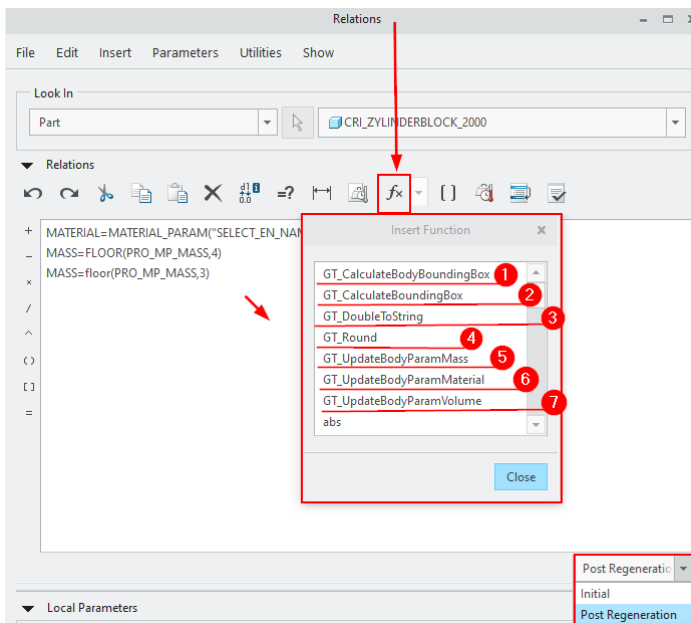 Relations
File Edit Insert Parameters Utilities Show
Look In
Part CRI_ZYLINDERBLOCK_2000
Relations
MATERIAL=MATERIAL_PARAM("SELECT_EN_NAM
MASS=FLOOR(PRO_MP_MASS,4)
MASS=floor(PRO_MP_MASS,3)
Insert Function
GT_CalculateBodyBoundingBox 1
GT_CalculateBoundingBox 2
GT_DoubleToString 3
GT_Round 4
GT_UpdateBodyParamMass 5
GT_UpdateBodyParamMaterial 6
GT_UpdateBodyParamVolume 7
abs
Close
Post Regeneratio
Initial
Post Regeneration
Local Parameters